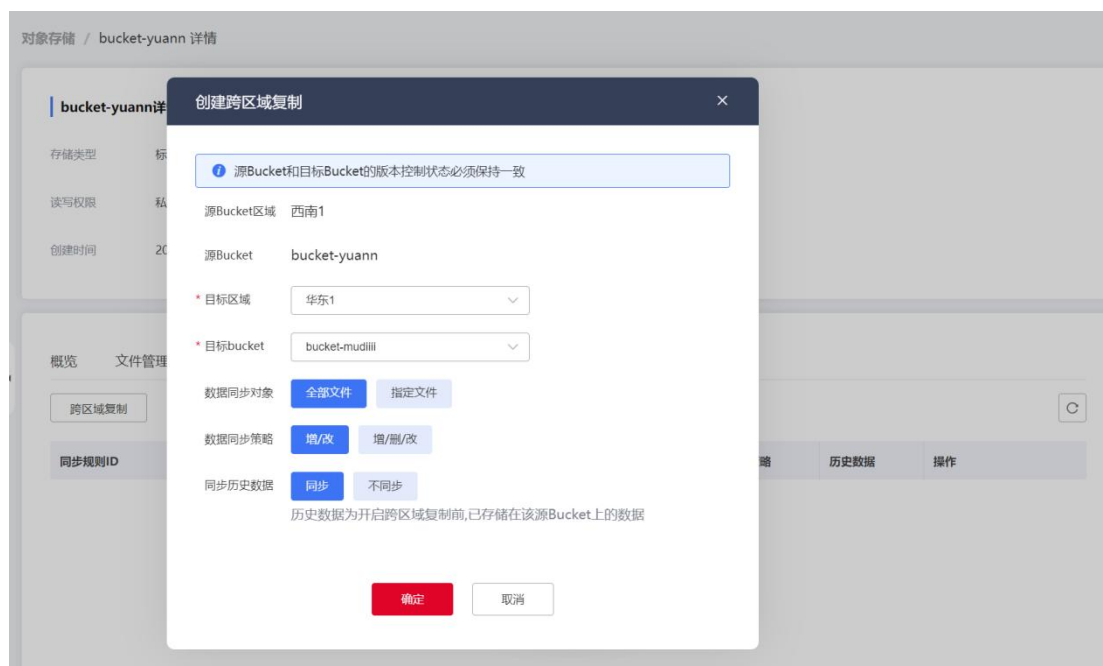 对象存储 / bucket-yuann 详情
bucket-yuann详
创建跨区域复制
存储类型 标
源Bucket和目标Bucket的版本控制状态必须保持一致
读写权限 私
源Bucket区域 西南1
创建时间 20
源Bucket bucket-yuann
* 目标区域 华东1
* 目标bucket bucket-mudiiii
概览 文件管理
数据同步对象 全部文件 指定文件
跨区域复制
数据同步策略 增/改 增/删/改
同步规则ID 略 历史数据 操作
同步历史数据 同步 不同步
历史数据为开启跨区域复制前,已存储在该源Bucket上的数据
确定 取消